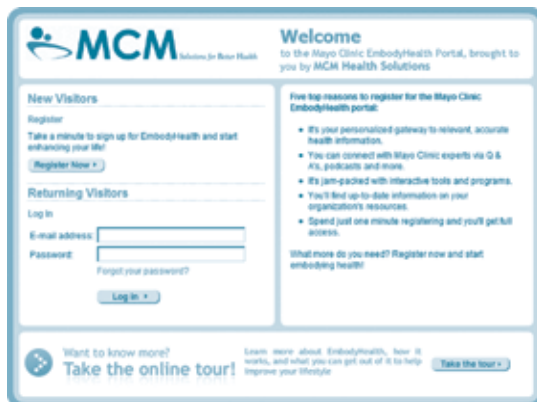 MCM Solutions for Better Health
Welcome
to the Mayo Clinic EmbodyHealth Portal, brought to
you by MCM Health Solutions
New Visitors
Register
Take a minute to sign up for EmbodyHealth and start
enhancing your life!
Register Now
Returning Visitors
Log in
E-mail address:
Password:
Forgot your password?
Log in
Five top reasons to register for the Mayo Clinic
EmbodyHealth portal:
It's your personalized gateway to relevant, accurate
health information.
You can connect with Mayo Clinic experts via Q &
A's, podcasts and more.
It's jam-packed with interactive tools and programs.
You'll find up-to-date information on your
organization's resources.
Spend just one minute registering and you'll get full
access.
What more do you need? Register now and start
embodying health!
Want to know more?
Take the online tour!
Learn more about EmbodyHealth, how it
works, and what you can get out of it to help
improve your lifestyle
Take the tour